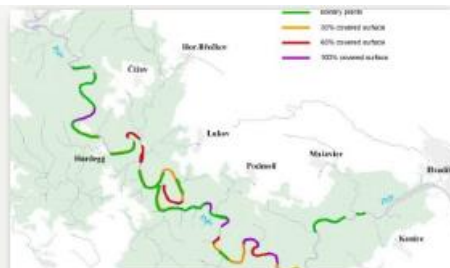 solitary plants
30% covered surface
60% covered surface
100% covered surface
Hor.Břečkov
Čížov
Lukov
Hardegg
Podmolí
Mašovice
Konice